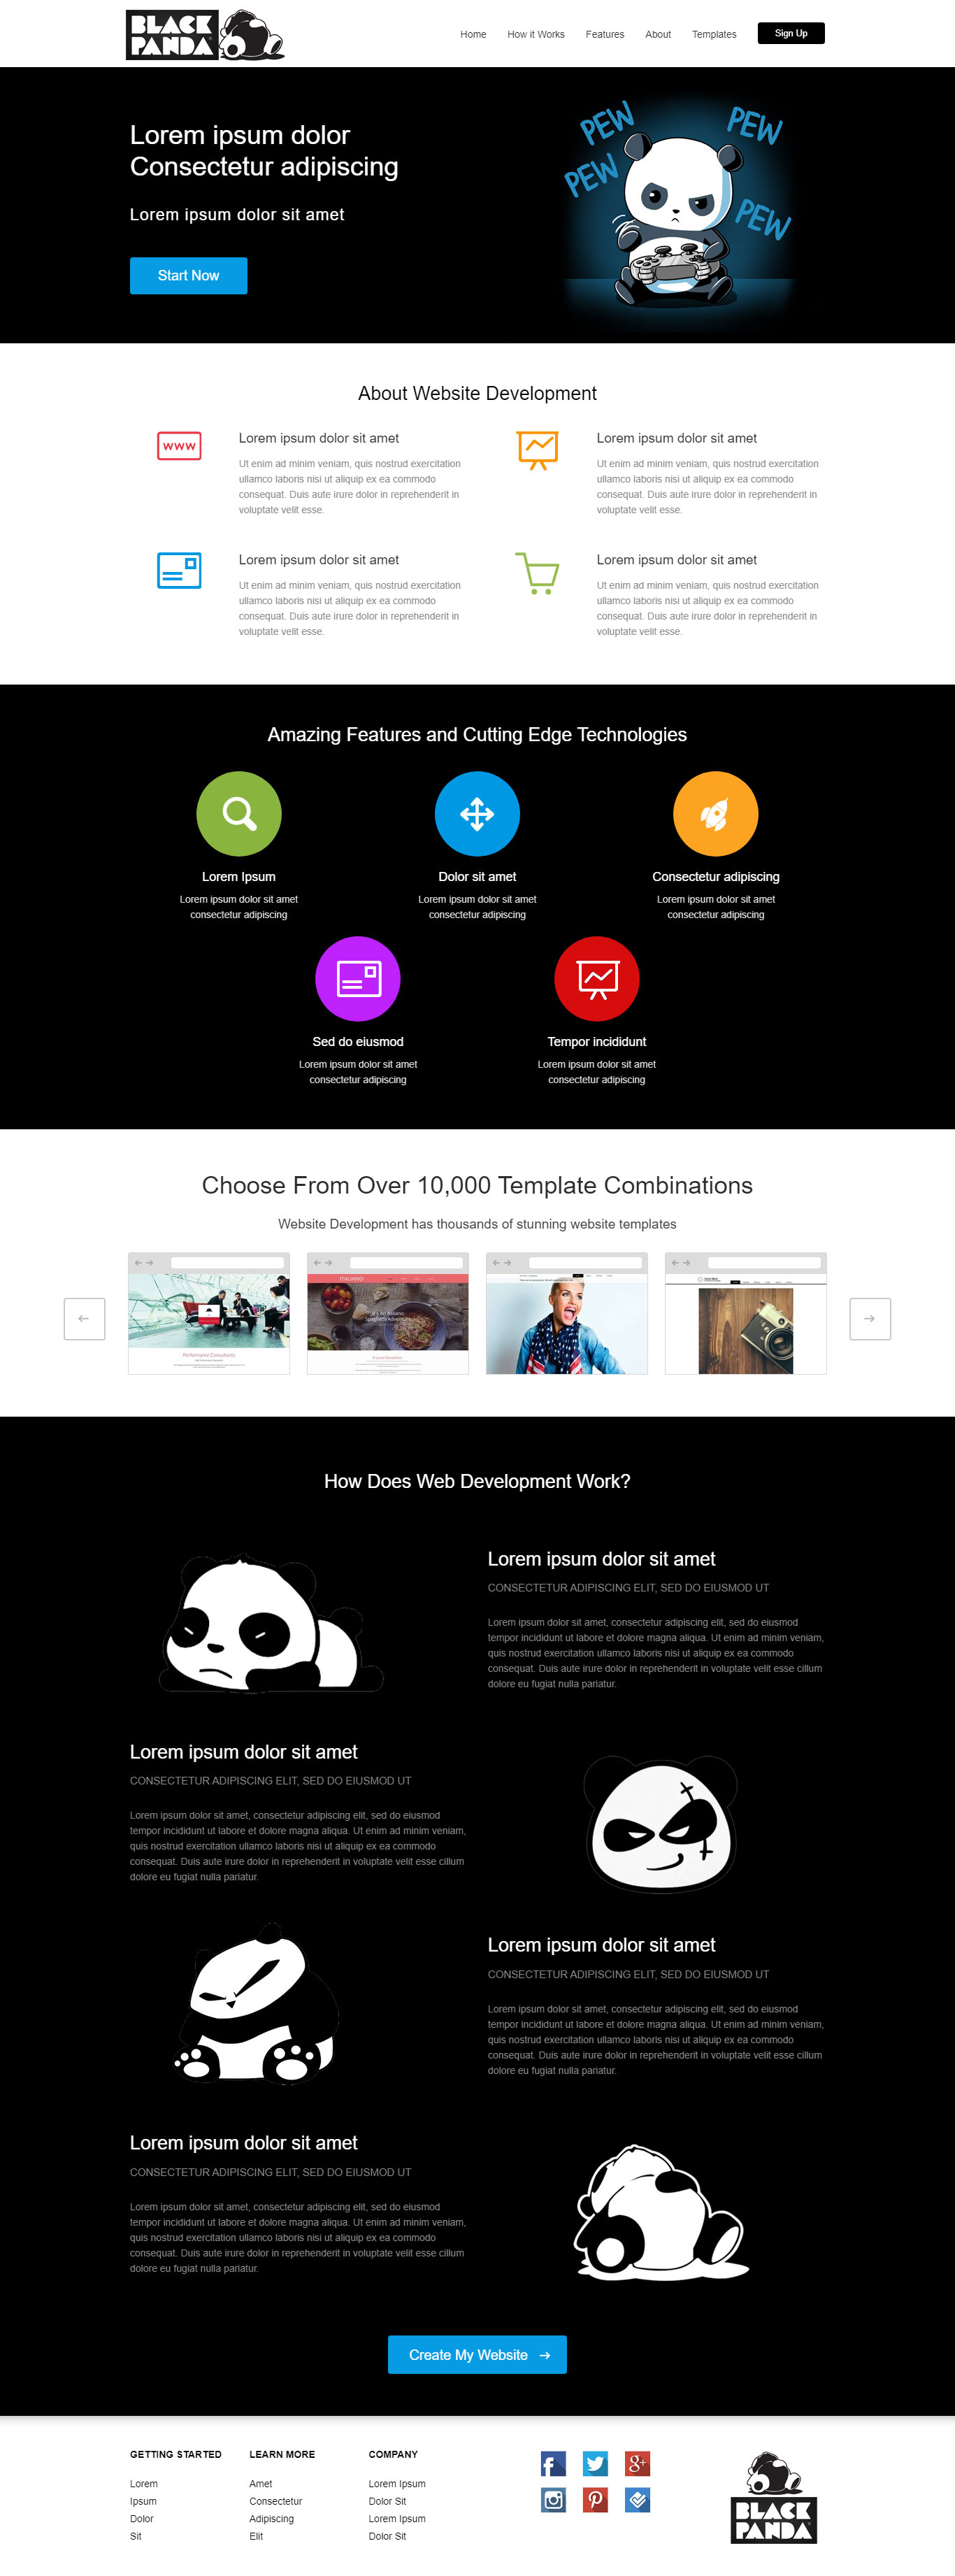 BLACK
PANDA
Home
How it Works
Features
About
Templates
Sign Up
Lorem ipsum dolor
Consectetur adipiscing
Lorem ipsum dolor sit amet
Start Now
PEW
PEW
PEW
PEW
About Website Development
www
Lorem ipsum dolor sit amet
Ut enim ad minim veniam, quis nostrud exercitation
ullamco laboris nisi ut aliquip ex ea commodo
consequat. Duis aute irure dolor in reprehenderit in
voluptate velit esse.
Lorem ipsum dolor sit amet
Ut enim ad minim veniam, quis nostrud exercitation
ullamco laboris nisi ut aliquip ex ea commodo
consequat. Duis aute irure dolor in reprehenderit in
voluptate velit esse.
Lorem ipsum dolor sit amet
Ut enim ad minim veniam, quis nostrud exercitation
ullamco laboris nisi ut aliquip ex ea commodo
consequat. Duis aute irure dolor in reprehenderit in
voluptate velit esse.
Lorem ipsum dolor sit amet
Ut enim ad minim veniam, quis nostrud exercitation
ullamco laboris nisi ut aliquip ex ea commodo
consequat. Duis aute irure dolor in reprehenderit in
voluptate velit esse.
Amazing Features and Cutting Edge Technologies
Lorem Ipsum
Lorem ipsum dolor sit amet
consectetur adipiscing
Dolor sit amet
Lorem ipsum dolor sit amet
consectetur adipiscing
Consectetur adipiscing
Lorem ipsum dolor sit amet
consectetur adipiscing
Sed do eiusmod
Lorem ipsum dolor sit amet
consectetur adipiscing
Tempor incididunt
Lorem ipsum dolor sit amet
consectetur adipiscing
Choose From Over 10,000 Template Combinations
Website Development has thousands of stunning website templates
Performance Consultants
ITALIANO
It's An Italiano
Spaghetti Adventure
How Does Web Development Work?
Lorem ipsum dolor sit amet
CONSECTETUR ADIPISCING ELIT, SED DO EIUSMOD UT
Lorem ipsum dolor sit amet, consectetur adipiscing elit, sed do eiusmod
tempor incididunt ut labore et dolore magna aliqua. Ut enim ad minim veniam,
quis nostrud exercitation ullamco laboris nisi ut aliquip ex ea commodo
consequat. Duis aute irure dolor in reprehenderit in voluptate velit esse cillum
dolore eu fugiat nulla pariatur.
Lorem ipsum dolor sit amet
CONSECTETUR ADIPISCING ELIT, SED DO EIUSMOD UT
Lorem ipsum dolor sit amet, consectetur adipiscing elit, sed do eiusmod
tempor incididunt ut labore et dolore magna aliqua. Ut enim ad minim veniam,
quis nostrud exercitation ullamco laboris nisi ut aliquip ex ea commodo
consequat. Duis aute irure dolor in reprehenderit in voluptate velit esse cillum
dolore eu fugiat nulla pariatur.
Lorem ipsum dolor sit amet
CONSECTETUR ADIPISCING ELIT, SED DO EIUSMOD UT
Lorem ipsum dolor sit amet, consectetur adipiscing elit, sed do eiusmod
tempor incididunt ut labore et dolore magna aliqua. Ut enim ad minim veniam,
quis nostrud exercitation ullamco laboris nisi ut aliquip ex ea commodo
consequat. Duis aute irure dolor in reprehenderit in voluptate velit esse cillum
dolore eu fugiat nulla pariatur.
Lorem ipsum dolor sit amet
CONSECTETUR ADIPISCING ELIT, SED DO EIUSMOD UT
Lorem ipsum dolor sit amet, consectetur adipiscing elit, sed do eiusmod
tempor incididunt ut labore et dolore magna aliqua. Ut enim ad minim veniam,
quis nostrud exercitation ullamco laboris nisi ut aliquip ex ea commodo
consequat. Duis aute irure dolor in reprehenderit in voluptate velit esse cillum
dolore eu fugiat nulla pariatur.
Create My Website →
GETTING STARTED
Lorem
Ipsum
Dolor
Sit
LEARN MORE
Amet
Consectetur
Adipiscing
Elit
COMPANY
Lorem Ipsum
Dolor Sit
Lorem Ipsum
Dolor Sit
BLACK
PANDA